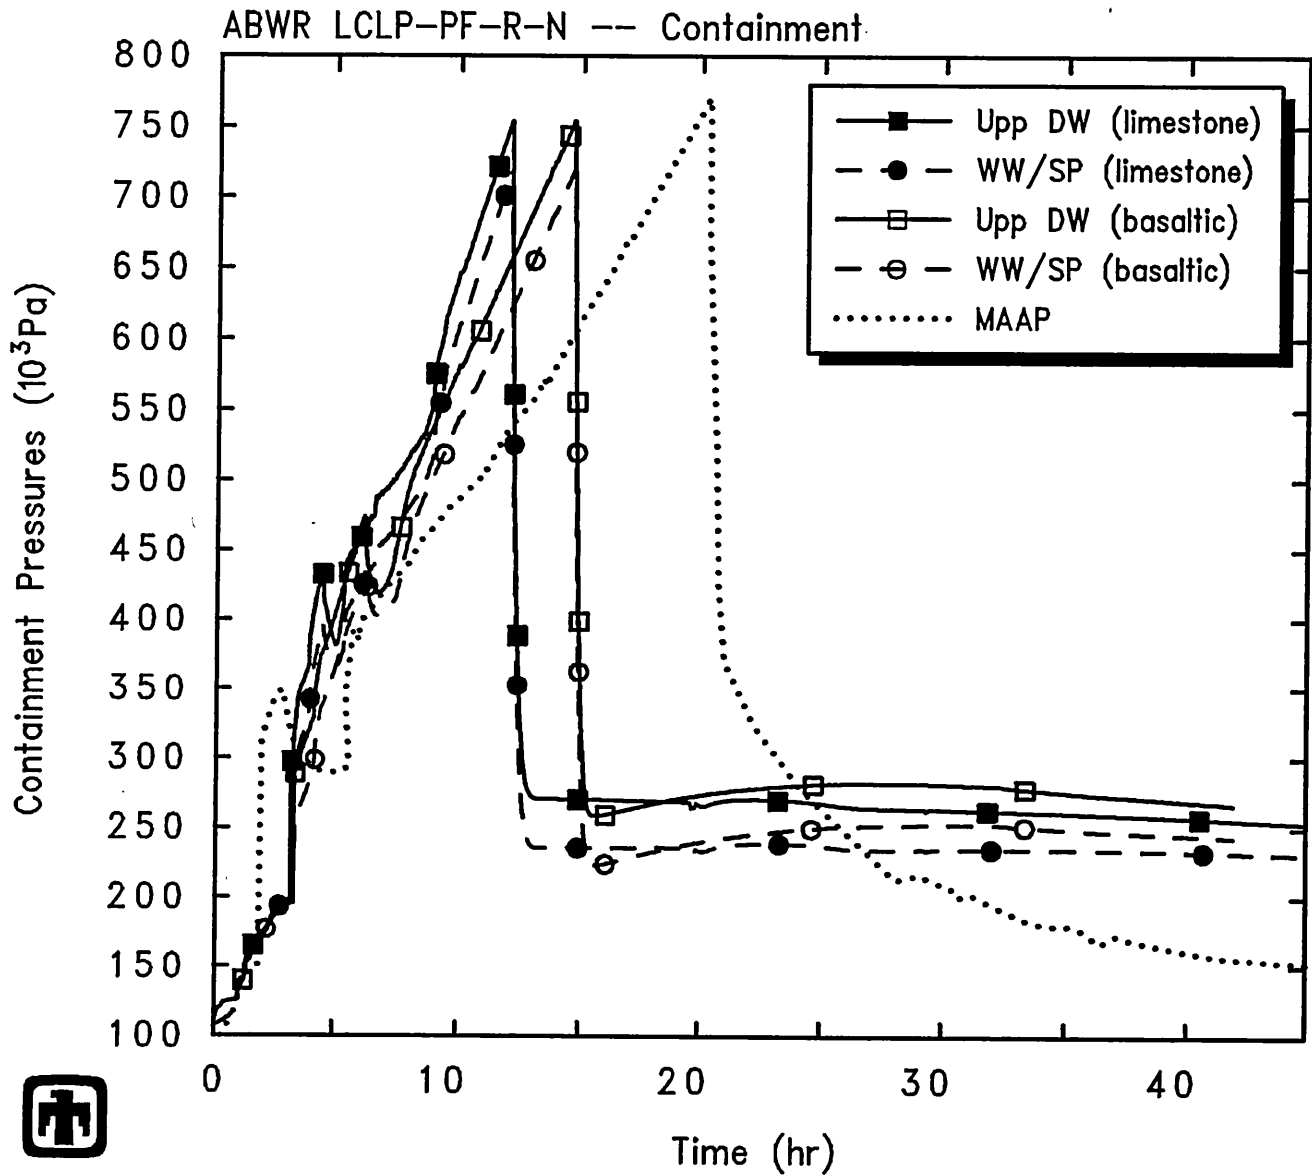 ABWR LCLP-PF-R-N -- Containment
800
750
700
650
600
550
500
450
400
350
300
250
200
150
100
Containment Pressures (10³Pa)
Upp DW (limestone)
WW/SP (limestone)
Upp DW (basaltic)
WW/SP (basaltic)
MAAP
0 10 20 30 40
Time (hr)